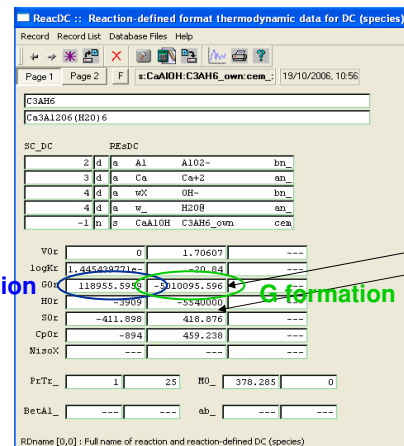 ReacDC :: Reaction-defined format thermodynamic data for DC (species)
Record Record List Database Files Help
Page 1 Page 2 F s:CaAlOH:C3AH6_own:cem_: 19/10/2006, 10:56
C3AH6
Ca3Al2O6(H2O)6
SC_DC REsDC
2 d a Al AlO2- bn_
3 d a Ca Ca+2 an_
4 d a wX OH- bn_
4 d a w_ H2O@ an_
-1 n s CaAlOH C3AH6_own cem
V0r 0 1.70607 ---
logKr 1.445439771e- -20.84 ---
ion G0r 118955.5959 -5010095.596 ---
G formation
H0r -3909 -5540000 ---
S0r -411.898 418.876 ---
Cp0r -894 459.238 ---
NisoX --- --- ---
PrTr_ 1 25 M0_ 378.285 0
BetAl_ --- --- ab_ --- ---
RDname [0,0] : Full name of reaction and reaction-defined DC (species)